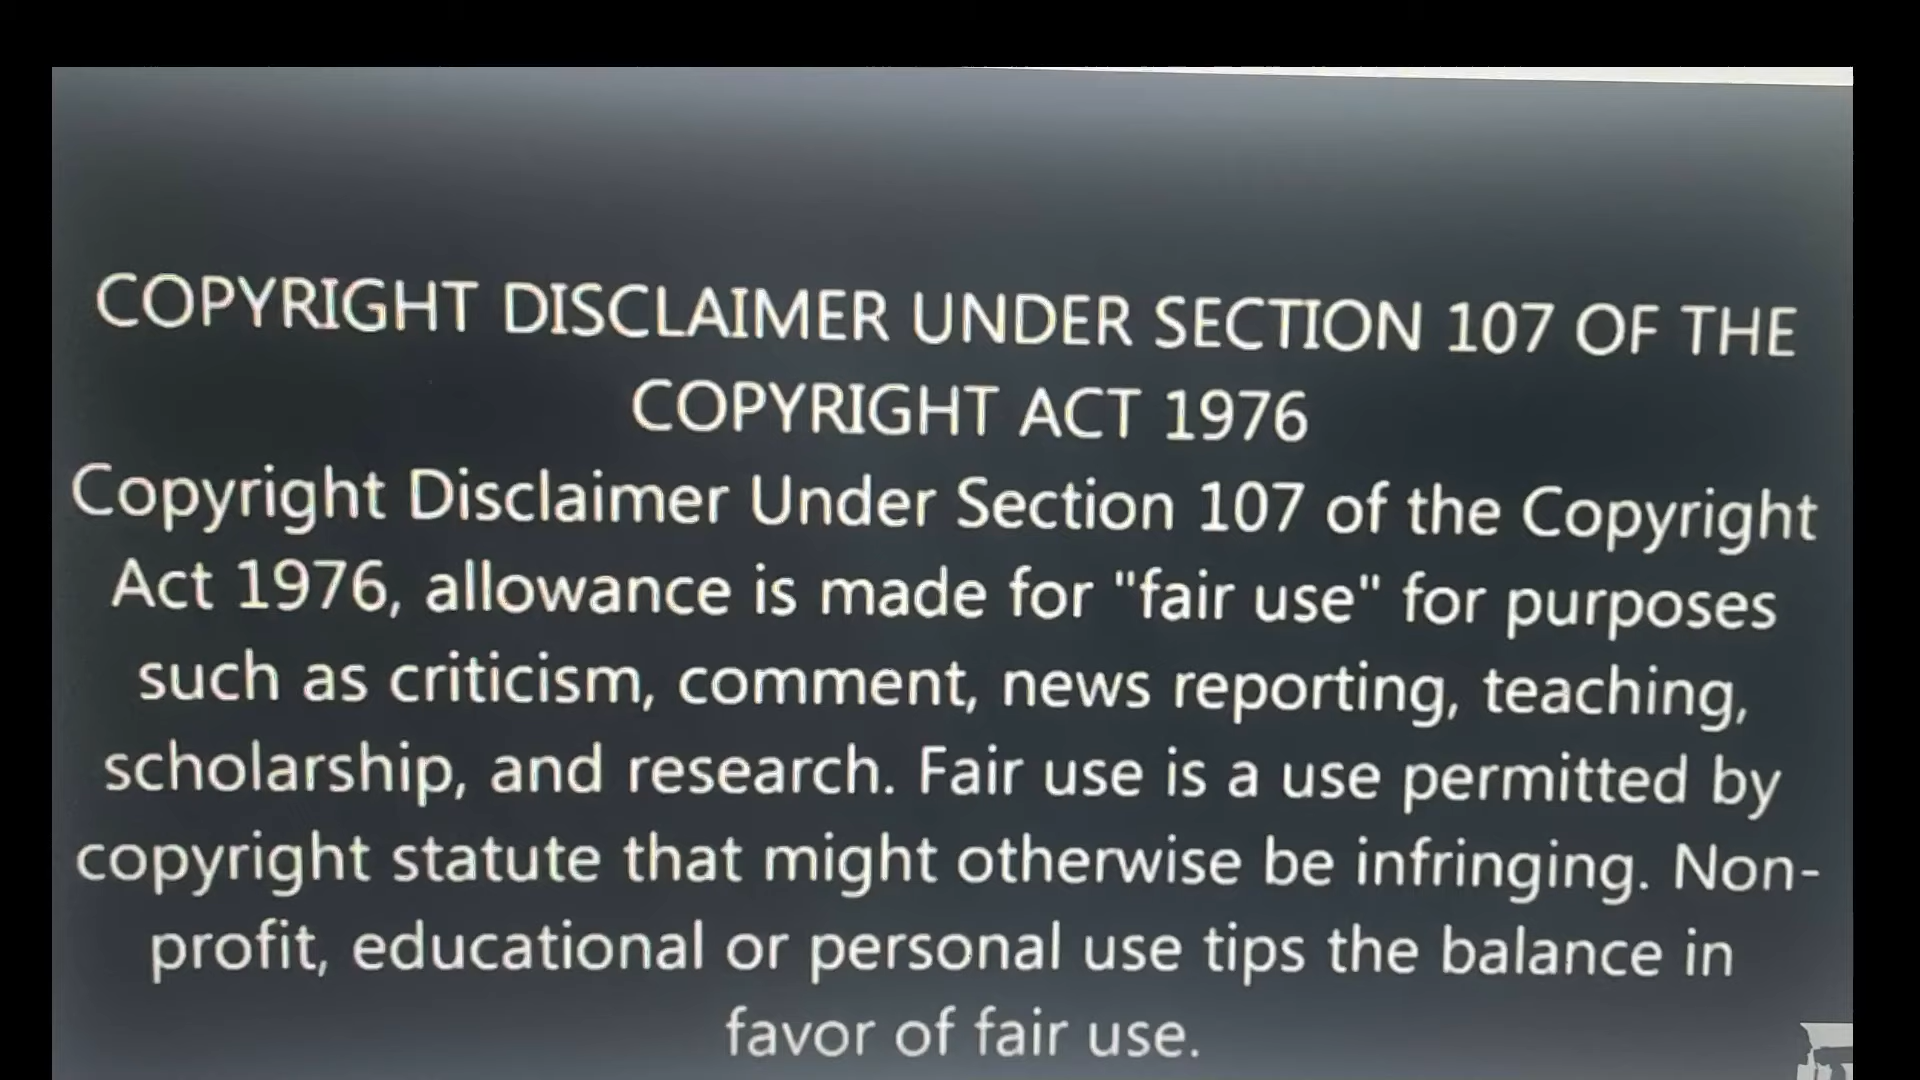 COPYRIGHT DISCLAIMER UNDER SECTION 107 OF THE
COPYRIGHT ACT 1976
Copyright Disclaimer Under Section 107 of the Copyright
Act 1976, allowance is made for "fair use" for purposes
such as criticism, comment, news reporting, teaching,
scholarship, and research. Fair use is a use permitted by
copyright statute that might otherwise be infringing. Non-
profit, educational or personal use tips the balance in
favor of fair use.